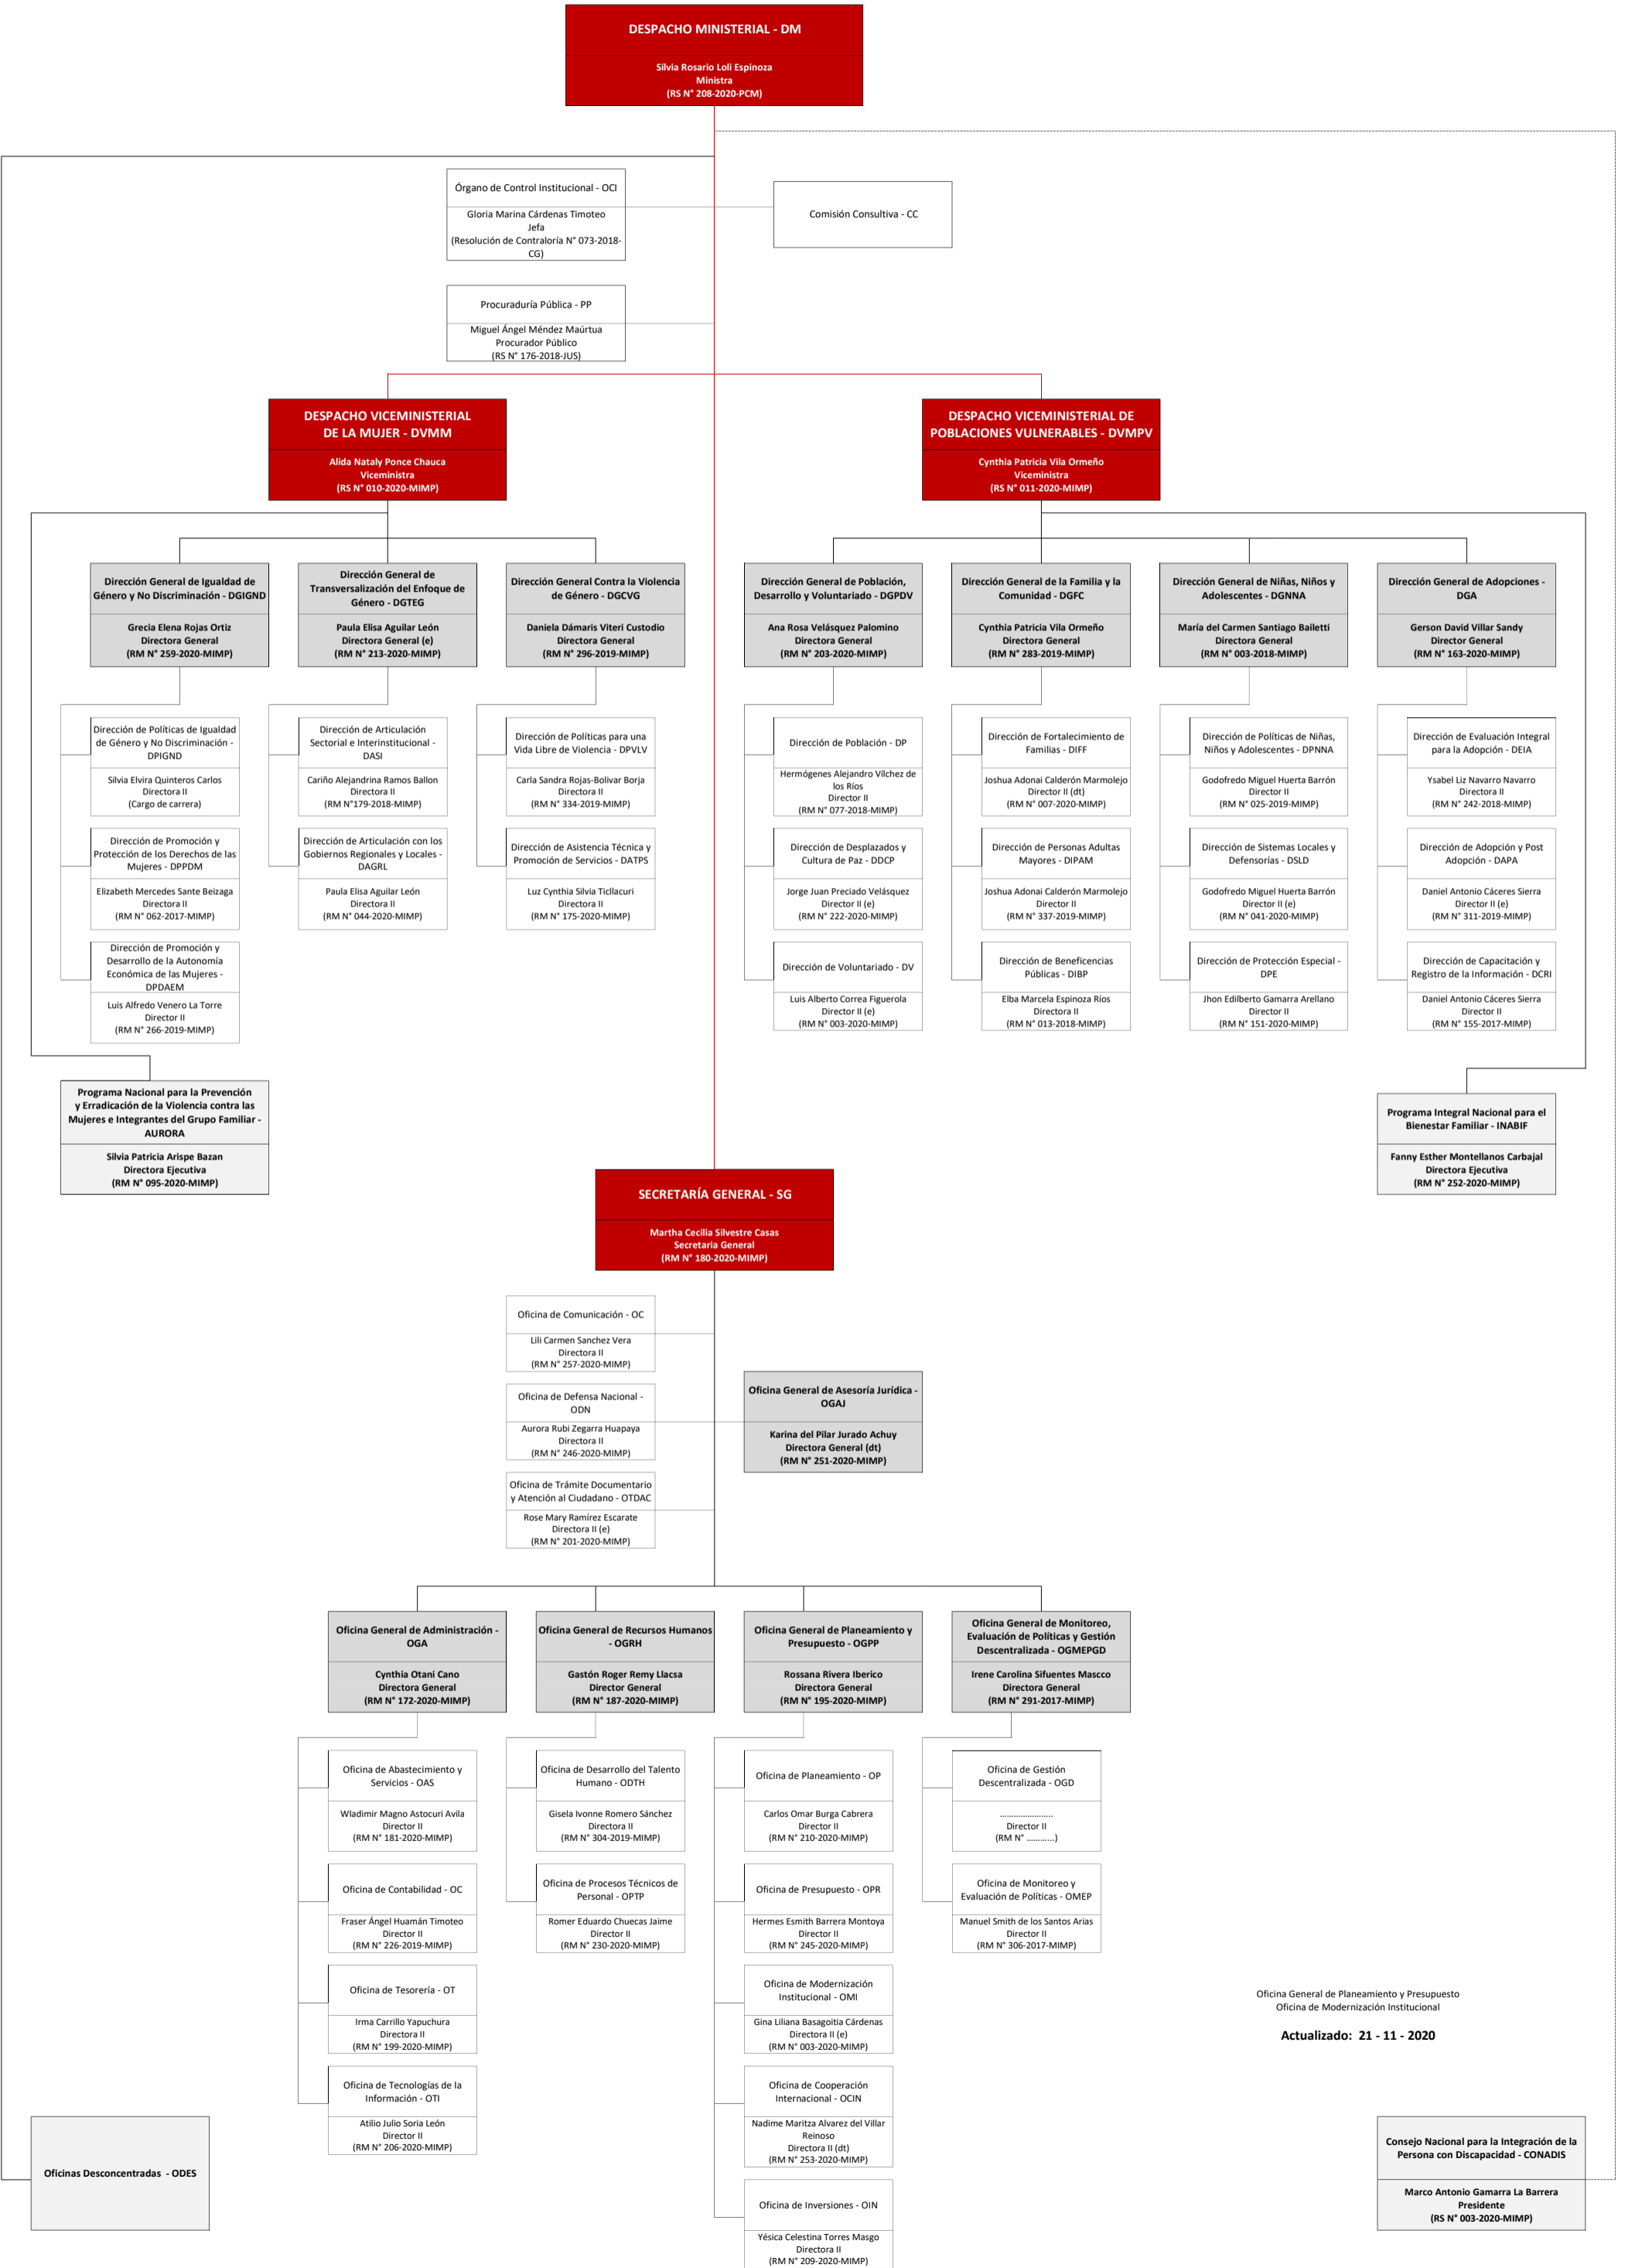 DESPACHO MINISTERIAL - DM
Silvia Rosario Loli Espinoza
Ministra
(RS N° 208-2020-PCM)
Órgano de Control Institucional - OCI
Gloria Marina Cárdenas Timoteo
Jefa
(Resolución de Contraloría N° 073-2018-
CG)
Comisión Consultiva - CC
Procuraduría Pública - PP
Miguel Ángel Méndez Maúrtua
Procurador Público
(RS N° 176-2018-JUS)
DESPACHO VICEMINISTERIAL
DE LA MUJER - DVMM
Alida Nataly Ponce Chauca
Viceministra
(RS N° 010-2020-MIMP)
DESPACHO VICEMINISTERIAL DE
POBLACIONES VULNERABLES - DVMPV
Cynthia Patricia Vila Ormeño
Viceministra
(RS N° 011-2020-MIMP)
Dirección General de Igualdad de
Género y No Discriminación - DGIGND
Grecia Elena Rojas Ortiz
Directora General
(RM N° 259-2020-MIMP)
Dirección General de
Transversalización del Enfoque de
Género - DGTEG
Paula Elisa Aguilar León
Directora General (e)
(RM N° 213-2020-MIMP)
Dirección General Contra la Violencia
de Género - DGCVG
Daniela Dámaris Viteri Custodio
Directora General
(RM N° 296-2019-MIMP)
Dirección General de Población,
Desarrollo y Voluntariado - DGPDV
Ana Rosa Velásquez Palomino
Directora General
(RM N° 203-2020-MIMP)
Dirección General de la Familia y la
Comunidad - DGFC
Cynthia Patricia Vila Ormeño
Directora General
(RM N° 283-2019-MIMP)
Dirección General de Niñas, Niños y
Adolescentes - DGNNA
María del Carmen Santiago Bailetti
Directora General
(RM N° 003-2018-MIMP)
Dirección General de Adopciones -
DGA
Gerson David Villar Sandy
Director General
(RM N° 163-2020-MIMP)
Dirección de Políticas de Igualdad
de Género y No Discriminación -
DPIGND
Silvia Elvira Quinteros Carlos
Directora II
(Cargo de carrera)
Dirección de Articulación
Sectorial e Interinstitucional -
DASI
Cariño Alejandrina Ramos Ballon
Directora II
(RM N°179-2018-MIMP)
Dirección de Políticas para una
Vida Libre de Violencia - DPVLV
Carla Sandra Rojas-Bolivar Borja
Directora II
(RM N° 334-2019-MIMP)
Dirección de Población - DP
Hermógenes Alejandro Vílchez de
los Ríos
Director II
(RM N° 077-2018-MIMP)
Dirección de Fortalecimiento de
Familias - DIFF
Joshua Adonai Calderón Marmolejo
Director II (dt)
(RM N° 007-2020-MIMP)
Dirección de Políticas de Niñas,
Niños y Adolescentes - DPNNA
Godofredo Miguel Huerta Barrón
Director II
(RM N° 025-2019-MIMP)
Dirección de Evaluación Integral
para la Adopción - DEIA
Ysabel Liz Navarro Navarro
Directora II
(RM N° 242-2018-MIMP)
Dirección de Promoción y
Protección de los Derechos de las
Mujeres - DPPDM
Elizabeth Mercedes Sante Beizaga
Directora II
(RM N° 062-2017-MIMP)
Dirección de Articulación con los
Gobiernos Regionales y Locales -
DAGRL
Paula Elisa Aguilar León
Directora II
(RM N° 044-2020-MIMP)
Dirección de Asistencia Técnica y
Promoción de Servicios - DATPS
Luz Cynthia Silvia Ticllacuri
Directora II
(RM N° 175-2020-MIMP)
Dirección de Desplazados y
Cultura de Paz - DDCP
Jorge Juan Preciado Velásquez
Director II (e)
(RM N° 222-2020-MIMP)
Dirección de Personas Adultas
Mayores - DIPAM
Joshua Adonai Calderón Marmolejo
Director II
(RM N° 337-2019-MIMP)
Dirección de Sistemas Locales y
Defensorías - DSLD
Godofredo Miguel Huerta Barrón
Director II (e)
(RM N° 041-2020-MIMP)
Dirección de Adopción y Post
Adopción - DAPA
Daniel Antonio Cáceres Sierra
Director II (e)
(RM N° 311-2019-MIMP)
Dirección de Promoción y
Desarrollo de la Autonomía
Económica de las Mujeres -
DPDAEM
Luis Alfredo Venero La Torre
Director II
(RM N° 266-2019-MIMP)
Dirección de Voluntariado - DV
Luis Alberto Correa Figuerola
Director II (e)
(RM N° 003-2020-MIMP)
Dirección de Beneficencias
Públicas - DIBP
Elba Marcela Espinoza Ríos
Directora II
(RM N° 013-2018-MIMP)
Dirección de Protección Especial -
DPE
Jhon Edilberto Gamarra Arellano
Director II
(RM N° 151-2020-MIMP)
Dirección de Capacitación y
Registro de la Información - DCRI
Daniel Antonio Cáceres Sierra
Director II
(RM N° 155-2017-MIMP)
Programa Nacional para la Prevención
y Erradicación de la Violencia contra las
Mujeres e Integrantes del Grupo Familiar -
AURORA
Silvia Patricia Arispe Bazan
Directora Ejecutiva
(RM N° 095-2020-MIMP)
Programa Integral Nacional para el
Bienestar Familiar - INABIF
Fanny Esther Montellanos Carbajal
Directora Ejecutiva
(RM N° 252-2020-MIMP)
SECRETARÍA GENERAL - SG
Martha Cecilia Silvestre Casas
Secretaria General
(RM N° 180-2020-MIMP)
Oficina de Comunicación - OC
Lili Carmen Sanchez Vera
Directora II
(RM N° 257-2020-MIMP)
Oficina de Defensa Nacional -
ODN
Aurora Rubi Zegarra Huapaya
Directora II
(RM N° 246-2020-MIMP)
Oficina General de Asesoría Jurídica -
OGAJ
Karina del Pilar Jurado Achuy
Directora General (dt)
(RM N° 251-2020-MIMP)
Oficina de Trámite Documentario
y Atención al Ciudadano - OTDAC
Rose Mary Ramírez Escarate
Directora II (e)
(RM N° 201-2020-MIMP)
Oficina General de Administración -
OGA
Cynthia Otani Cano
Directora General
(RM N° 172-2020-MIMP)
Oficina General de Recursos Humanos
- OGRH
Gastón Roger Remy Llacsa
Director General
(RM N° 187-2020-MIMP)
Oficina General de Planeamiento y
Presupuesto - OGPP
Rossana Rivera Iberico
Directora General
(RM N° 195-2020-MIMP)
Oficina General de Monitoreo,
Evaluación de Políticas y Gestión
Descentralizada - OGMEPGD
Irene Carolina Sifuentes Mascco
Directora General
(RM N° 291-2017-MIMP)
Oficina de Abastecimiento y
Servicios - OAS
Wladimir Magno Astocuri Avila
Director II
(RM N° 181-2020-MIMP)
Oficina de Desarrollo del Talento
Humano - ODTH
Gisela Ivonne Romero Sánchez
Directora II
(RM N° 304-2019-MIMP)
Oficina de Planeamiento - OP
Carlos Omar Burga Cabrera
Director II
(RM N° 210-2020-MIMP)
Oficina de Gestión
Descentralizada - OGD
.....................
Director II
(RM N° ............)
Oficina de Contabilidad - OC
Fraser Ángel Huamán Timoteo
Director II
(RM N° 226-2019-MIMP)
Oficina de Procesos Técnicos de
Personal - OPTP
Romer Eduardo Chuecas Jaime
Director II
(RM N° 230-2020-MIMP)
Oficina de Presupuesto - OPR
Hermes Esmith Barrera Montoya
Director II
(RM N° 245-2020-MIMP)
Oficina de Monitoreo y
Evaluación de Políticas - OMEP
Manuel Smith de los Santos Arias
Director II
(RM N° 306-2017-MIMP)
Oficina de Tesorería - OT
Irma Carrillo Yapuchura
Directora II
(RM N° 199-2020-MIMP)
Oficina de Modernización
Institucional - OMI
Gina Liliana Basagoitia Cárdenas
Directora II (e)
(RM N° 003-2020-MIMP)
Oficina General de Planeamiento y Presupuesto
Oficina de Modernización Institucional
Actualizado: 21 - 11 - 2020
Oficina de Tecnologías de la
Información - OTI
Atilio Julio Soria León
Director II
(RM N° 206-2020-MIMP)
Oficina de Cooperación
Internacional - OCIN
Nadime Maritza Alvarez del Villar
Reinoso
Directora II (dt)
(RM N° 253-2020-MIMP)
Oficinas Desconcentradas - ODES
Consejo Nacional para la Integración de la
Persona con Discapacidad - CONADIS
Marco Antonio Gamarra La Barrera
Presidente
(RS N° 003-2020-MIMP)
Oficina de Inversiones - OIN
Yésica Celestina Torres Masgo
Directora II
(RM N° 209-2020-MIMP)